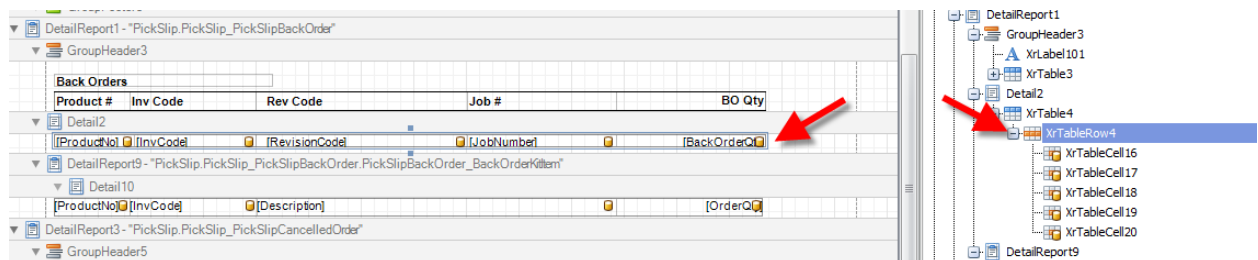 DetailReport1 - "PickSlip.PickSlip_PickSlipBackOrder"
GroupHeader3
Back Orders
Product # Inv Code Rev Code Job # BO Qty
Detail2
[ProductNo] [InvCode] [RevisionCode] [JobNumber] [BackOrderQt
DetailReport9 - "PickSlip.PickSlip_PickSlipBackOrder.PickSlipBackOrder_BackOrderKitItem"
Detail10
[ProductNo] [InvCode] [Description] [OrderQ
DetailReport3 - "PickSlip.PickSlip_PickSlipCancelledOrder"
GroupHeader5
DetailReport1
GroupHeader3
XrLabel101
XrTable3
Detail2
XrTable4
XrTableRow4
XrTableCell16
XrTableCell17
XrTableCell18
XrTableCell19
XrTableCell20
DetailReport9